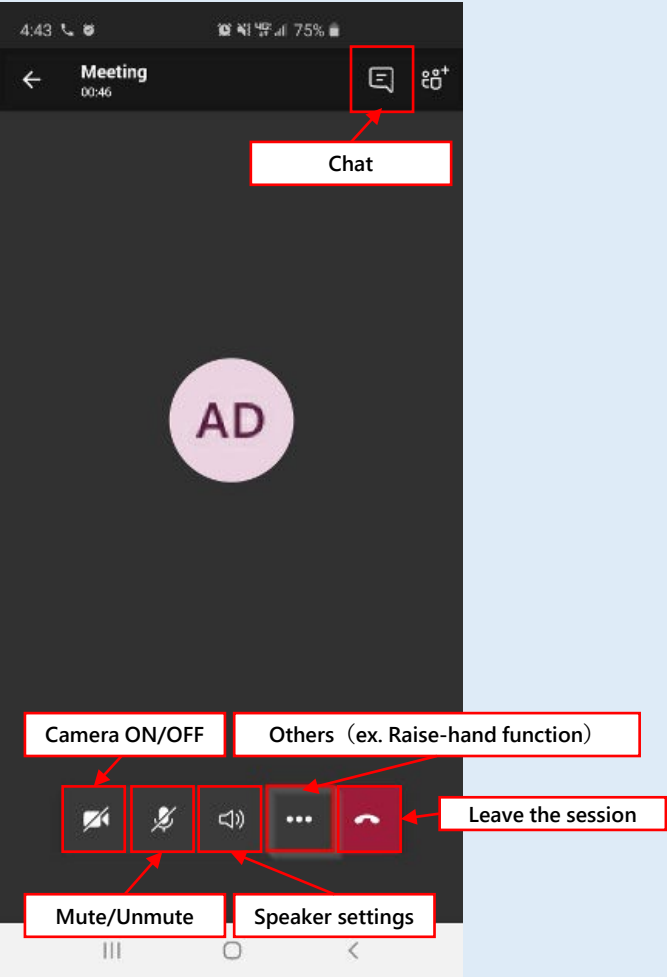 4:43 75%
Meeting
00:46
Chat
AD
Camera ON/OFF
Others（ex. Raise-hand function）
Leave the session
Mute/Unmute
Speaker settings